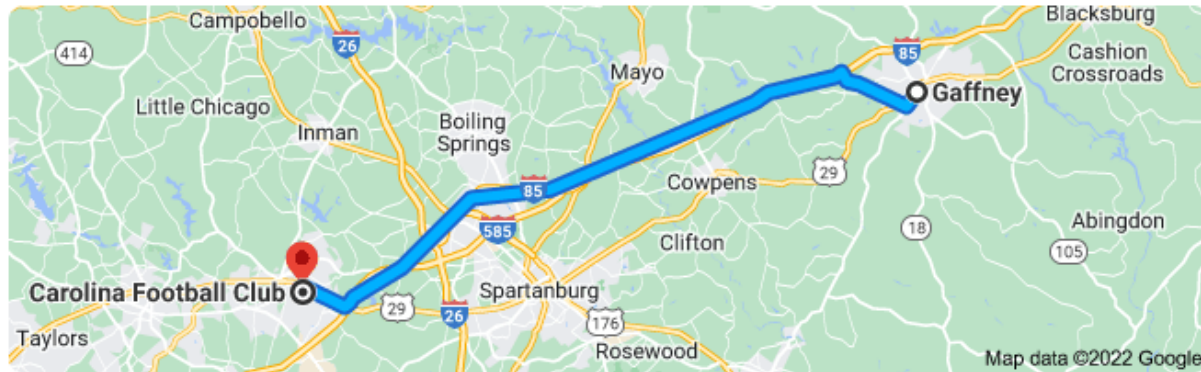 Campobello
26
Blacksburg
414
85
Cashion
Crossroads
Mayo
Little Chicago
Gaffney
Boiling
Springs
Inman
29
Cowpens
85
18
Abingdon
585
Clifton
105
Carolina Football Club
Spartanburg
29
26
176
Taylors
Rosewood
Map data ©2022 Google